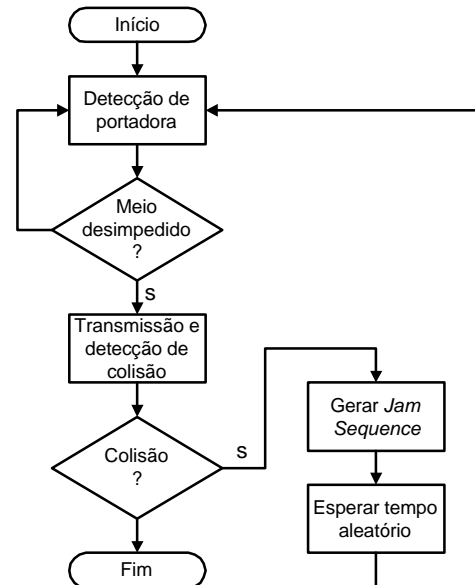 Início
Detecção de
portadora
Meio
desimpedido
?
s
Transmissão e
detecção de
colisão
Colisão
?
s
Gerar Jam
Sequence
Esperar tempo
aleatório
Fim